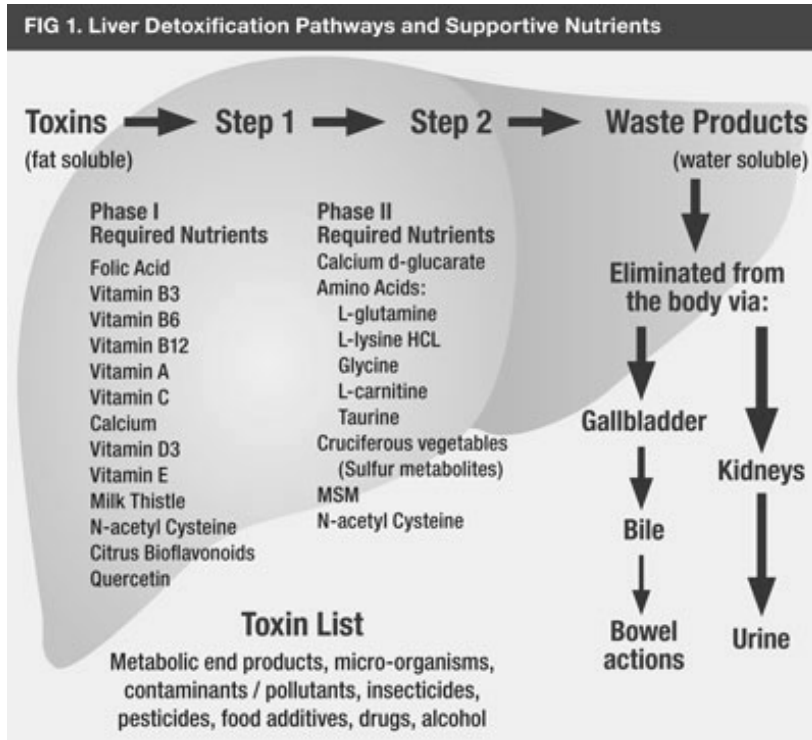 FIG 1. Liver Detoxification Pathways and Supportive Nutrients
Toxins
(fat soluble)
Step 1
Step 2
Waste Products
(water soluble)
Phase I
Required Nutrients
Folic Acid
Vitamin B3
Vitamin B6
Vitamin B12
Vitamin A
Vitamin C
Calcium
Vitamin D3
Vitamin E
Milk Thistle
N-acetyl Cysteine
Citrus Bioflavonoids
Quercetin
Phase II
Required Nutrients
Calcium d-glucarate
Amino Acids:
L-glutamine
L-lysine HCL
Glycine
L-carnitine
Taurine
Cruciferous vegetables
(Sulfur metabolites)
MSM
N-acetyl Cysteine
Eliminated from
the body via:
Gallbladder
Bile
Bowel
actions
Kidneys
Urine
Toxin List
Metabolic end products, micro-organisms,
contaminants / pollutants, insecticides,
pesticides, food additives, drugs, alcohol